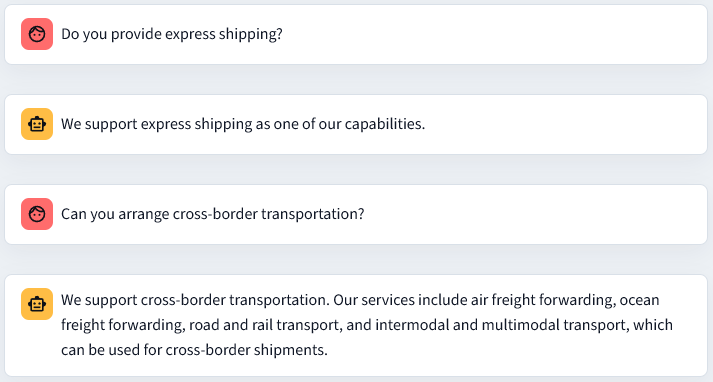 Do you provide express shipping?
We support express shipping as one of our capabilities.
Can you arrange cross-border transportation?
We support cross-border transportation. Our services include air freight forwarding, ocean
freight forwarding, road and rail transport, and intermodal and multimodal transport, which
can be used for cross-border shipments.